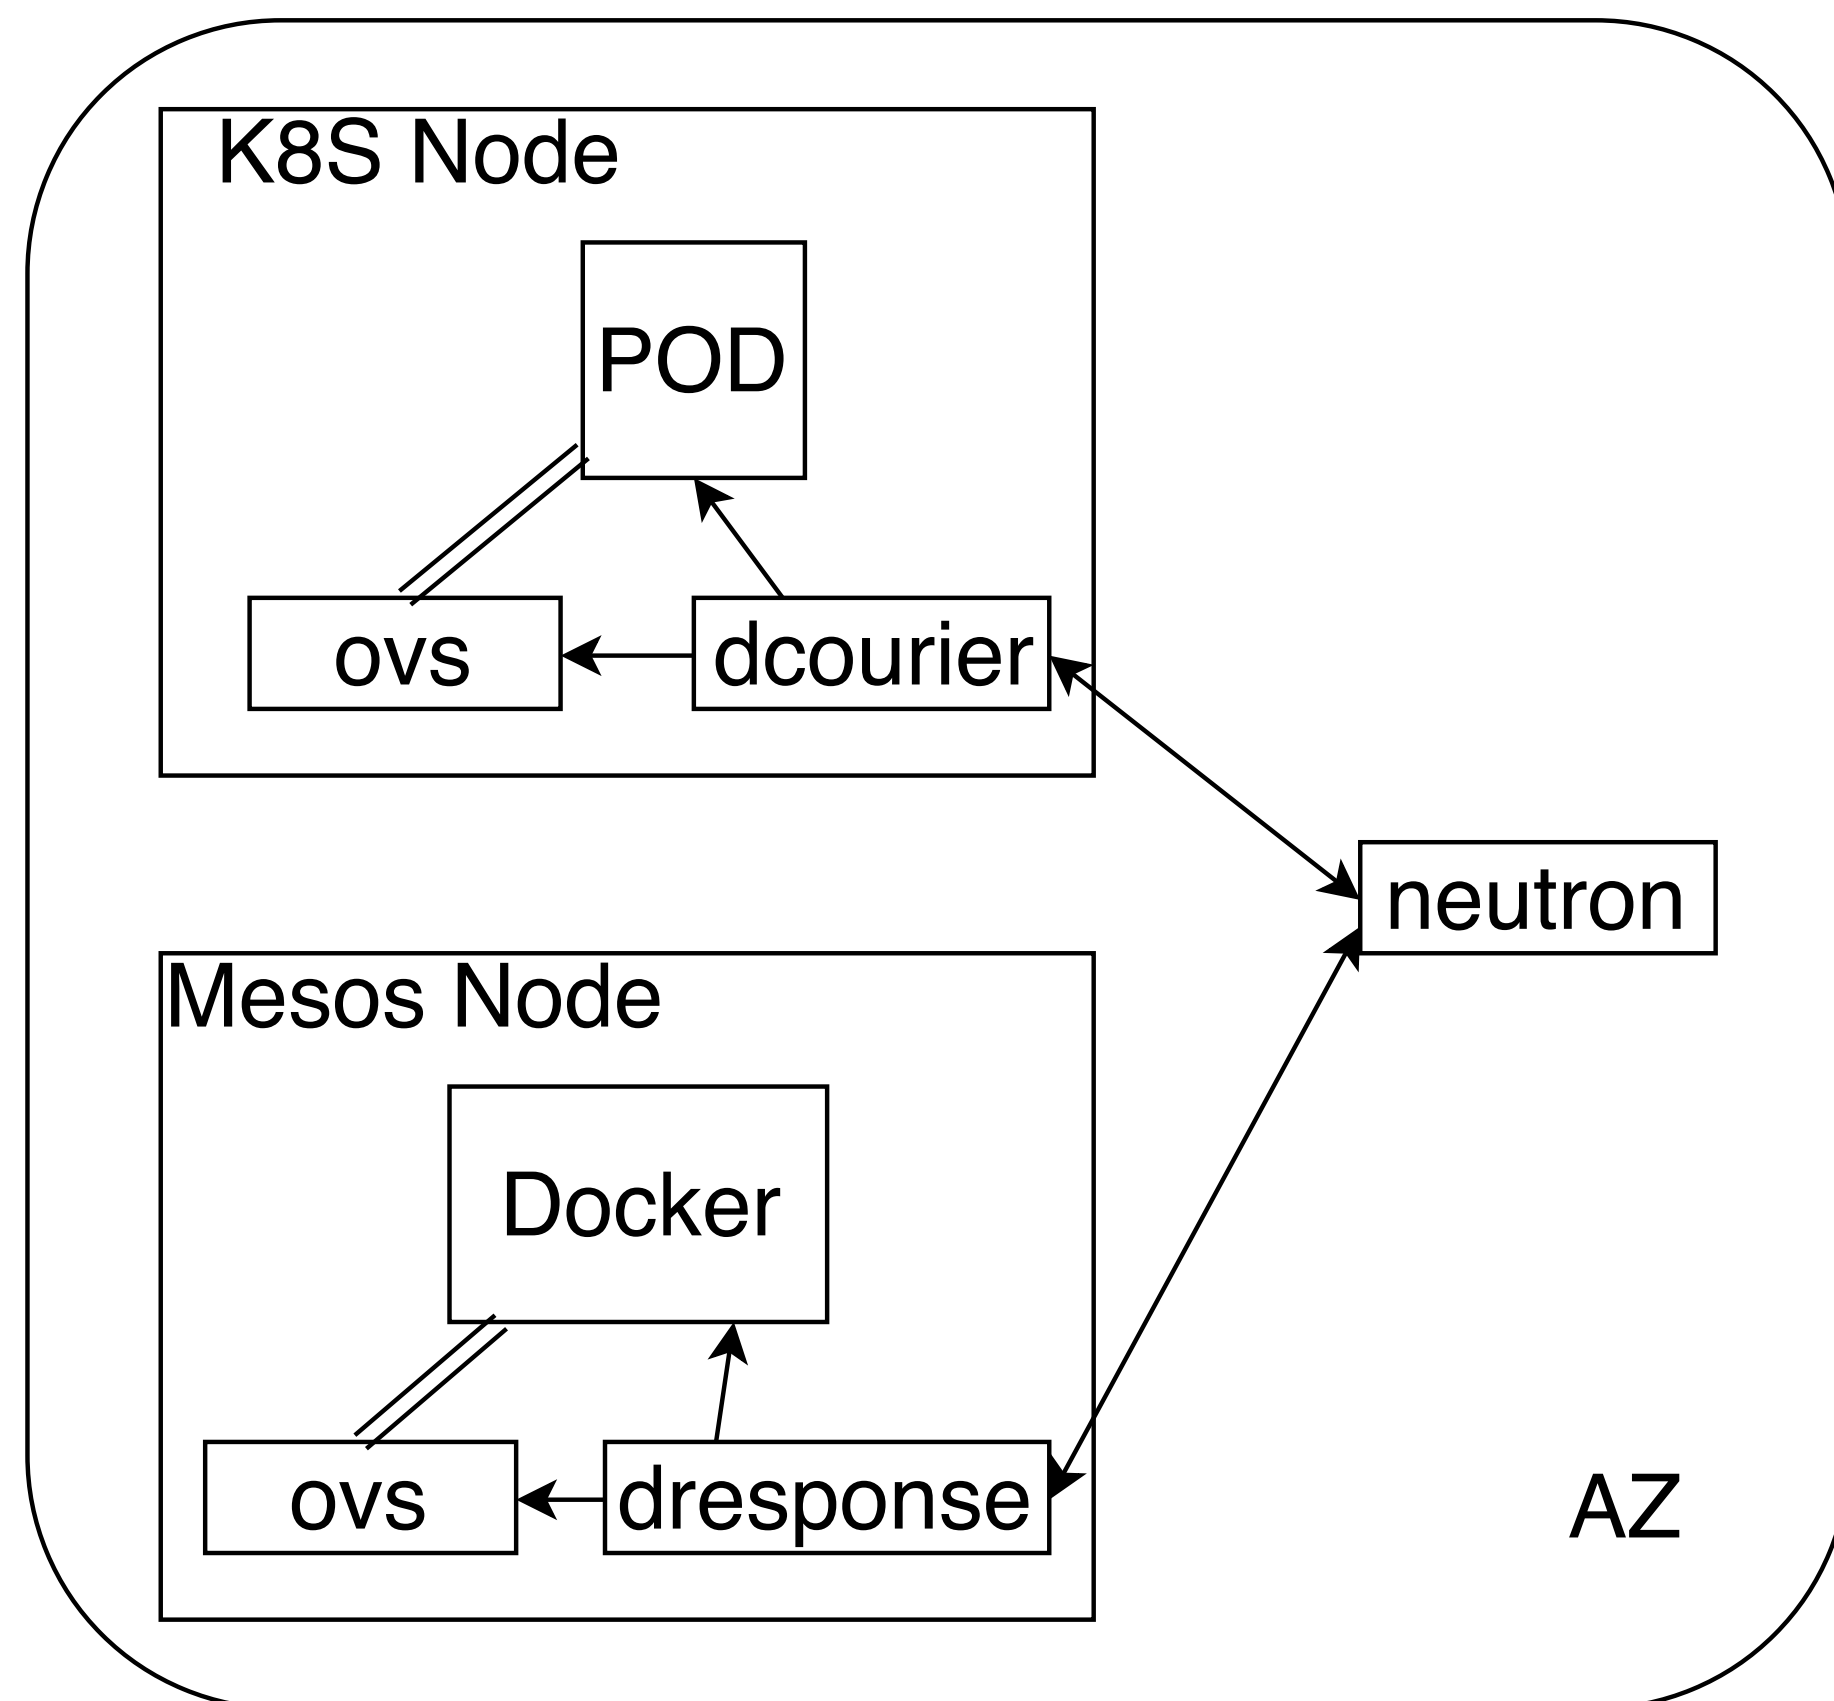 K8S Node
POD
ovs
dcourier
neutron
Mesos Node
Docker
ovs
dresponse
AZ